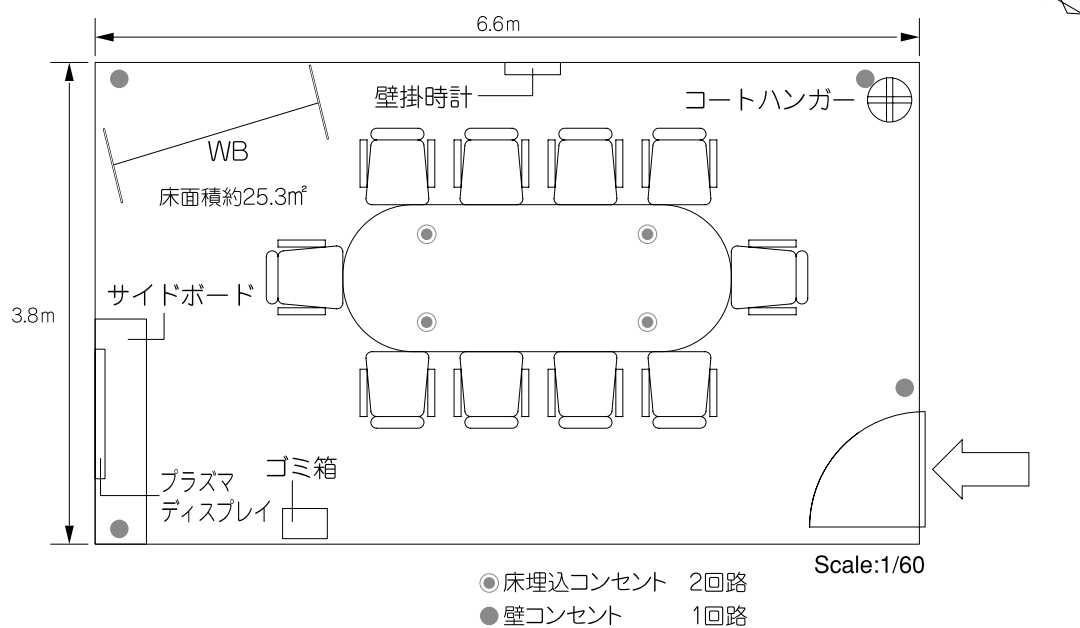 6.6m
壁掛時計
コートハンガー
WB
床面積約25.3㎡
サイドボード
3.8m
プラズマ
ディスプレイ
ゴミ箱
Scale:1/60
床埋込コンセント 2回路
壁コンセント 1回路